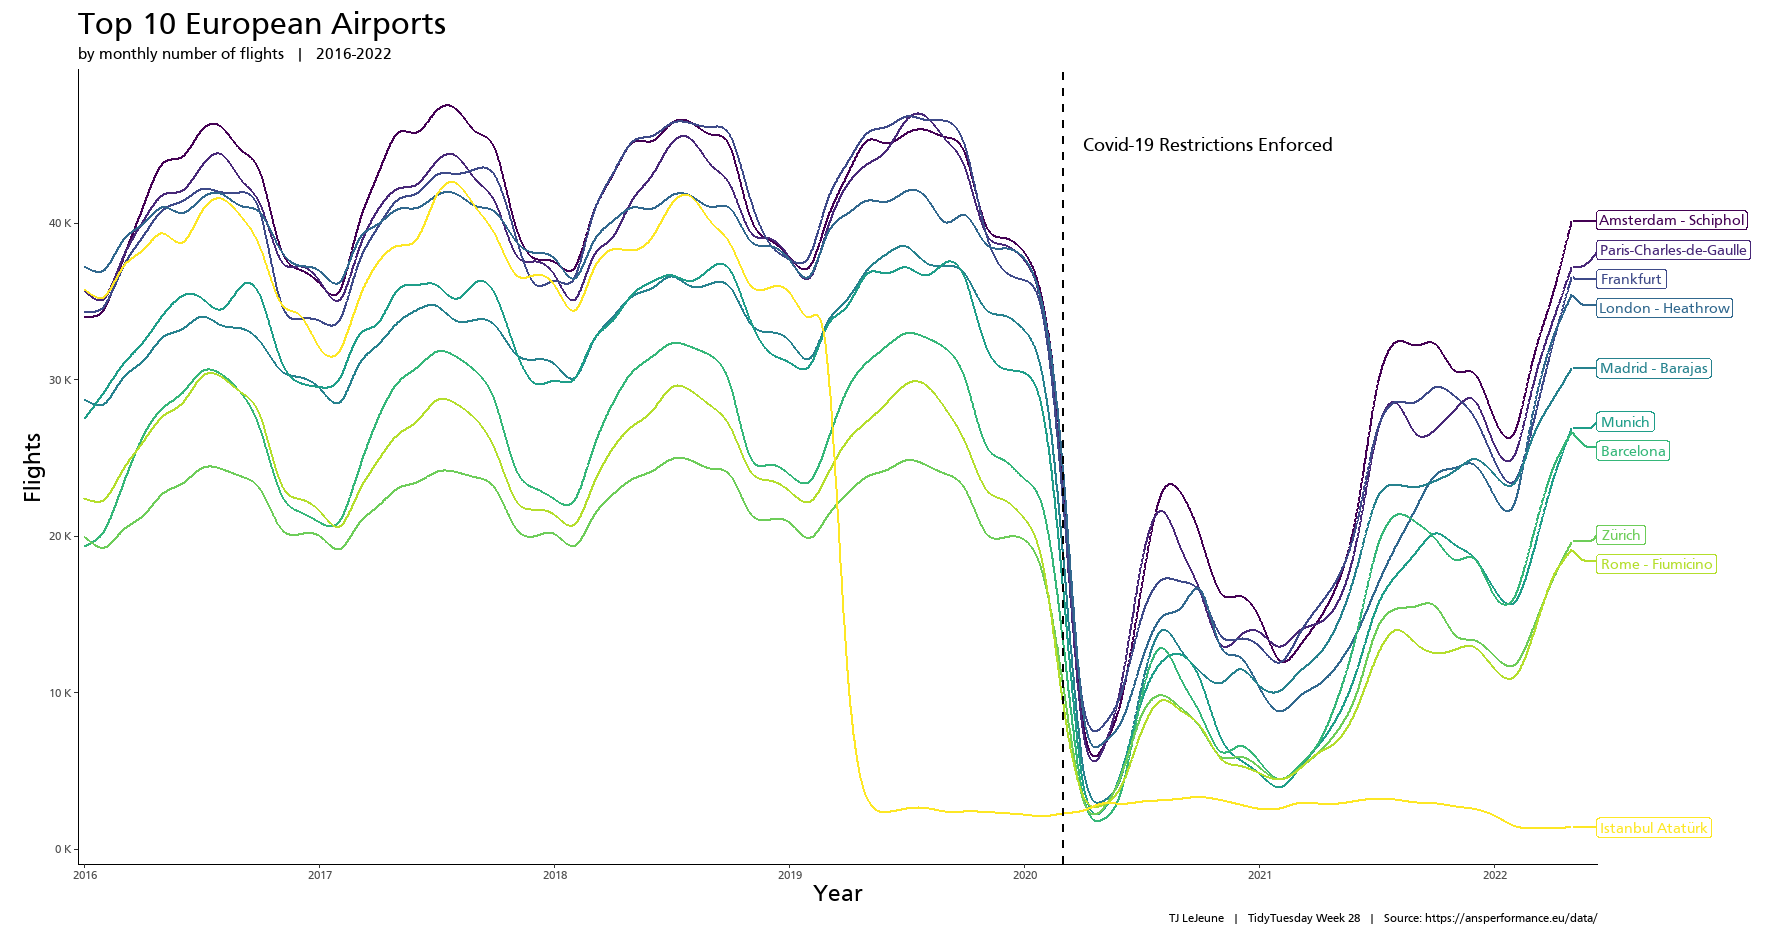 Top 10 European Airports
by monthly number of flights | 2016-2022
Covid-19 Restrictions Enforced
Amsterdam - Schiphol
Paris-Charles-de-Gaulle
Frankfurt
London - Heathrow
Madrid - Barajas
Munich
Barcelona
Zürich
Rome - Fiumicino
Istanbul Atatürk
Flights
40 K
30 K
20 K
10 K
0 K
2016 2017 2018 2019 2020 2021 2022
Year
TJ LeJeune | TidyTuesday Week 28 | Source: https://ansperformance.eu/data/